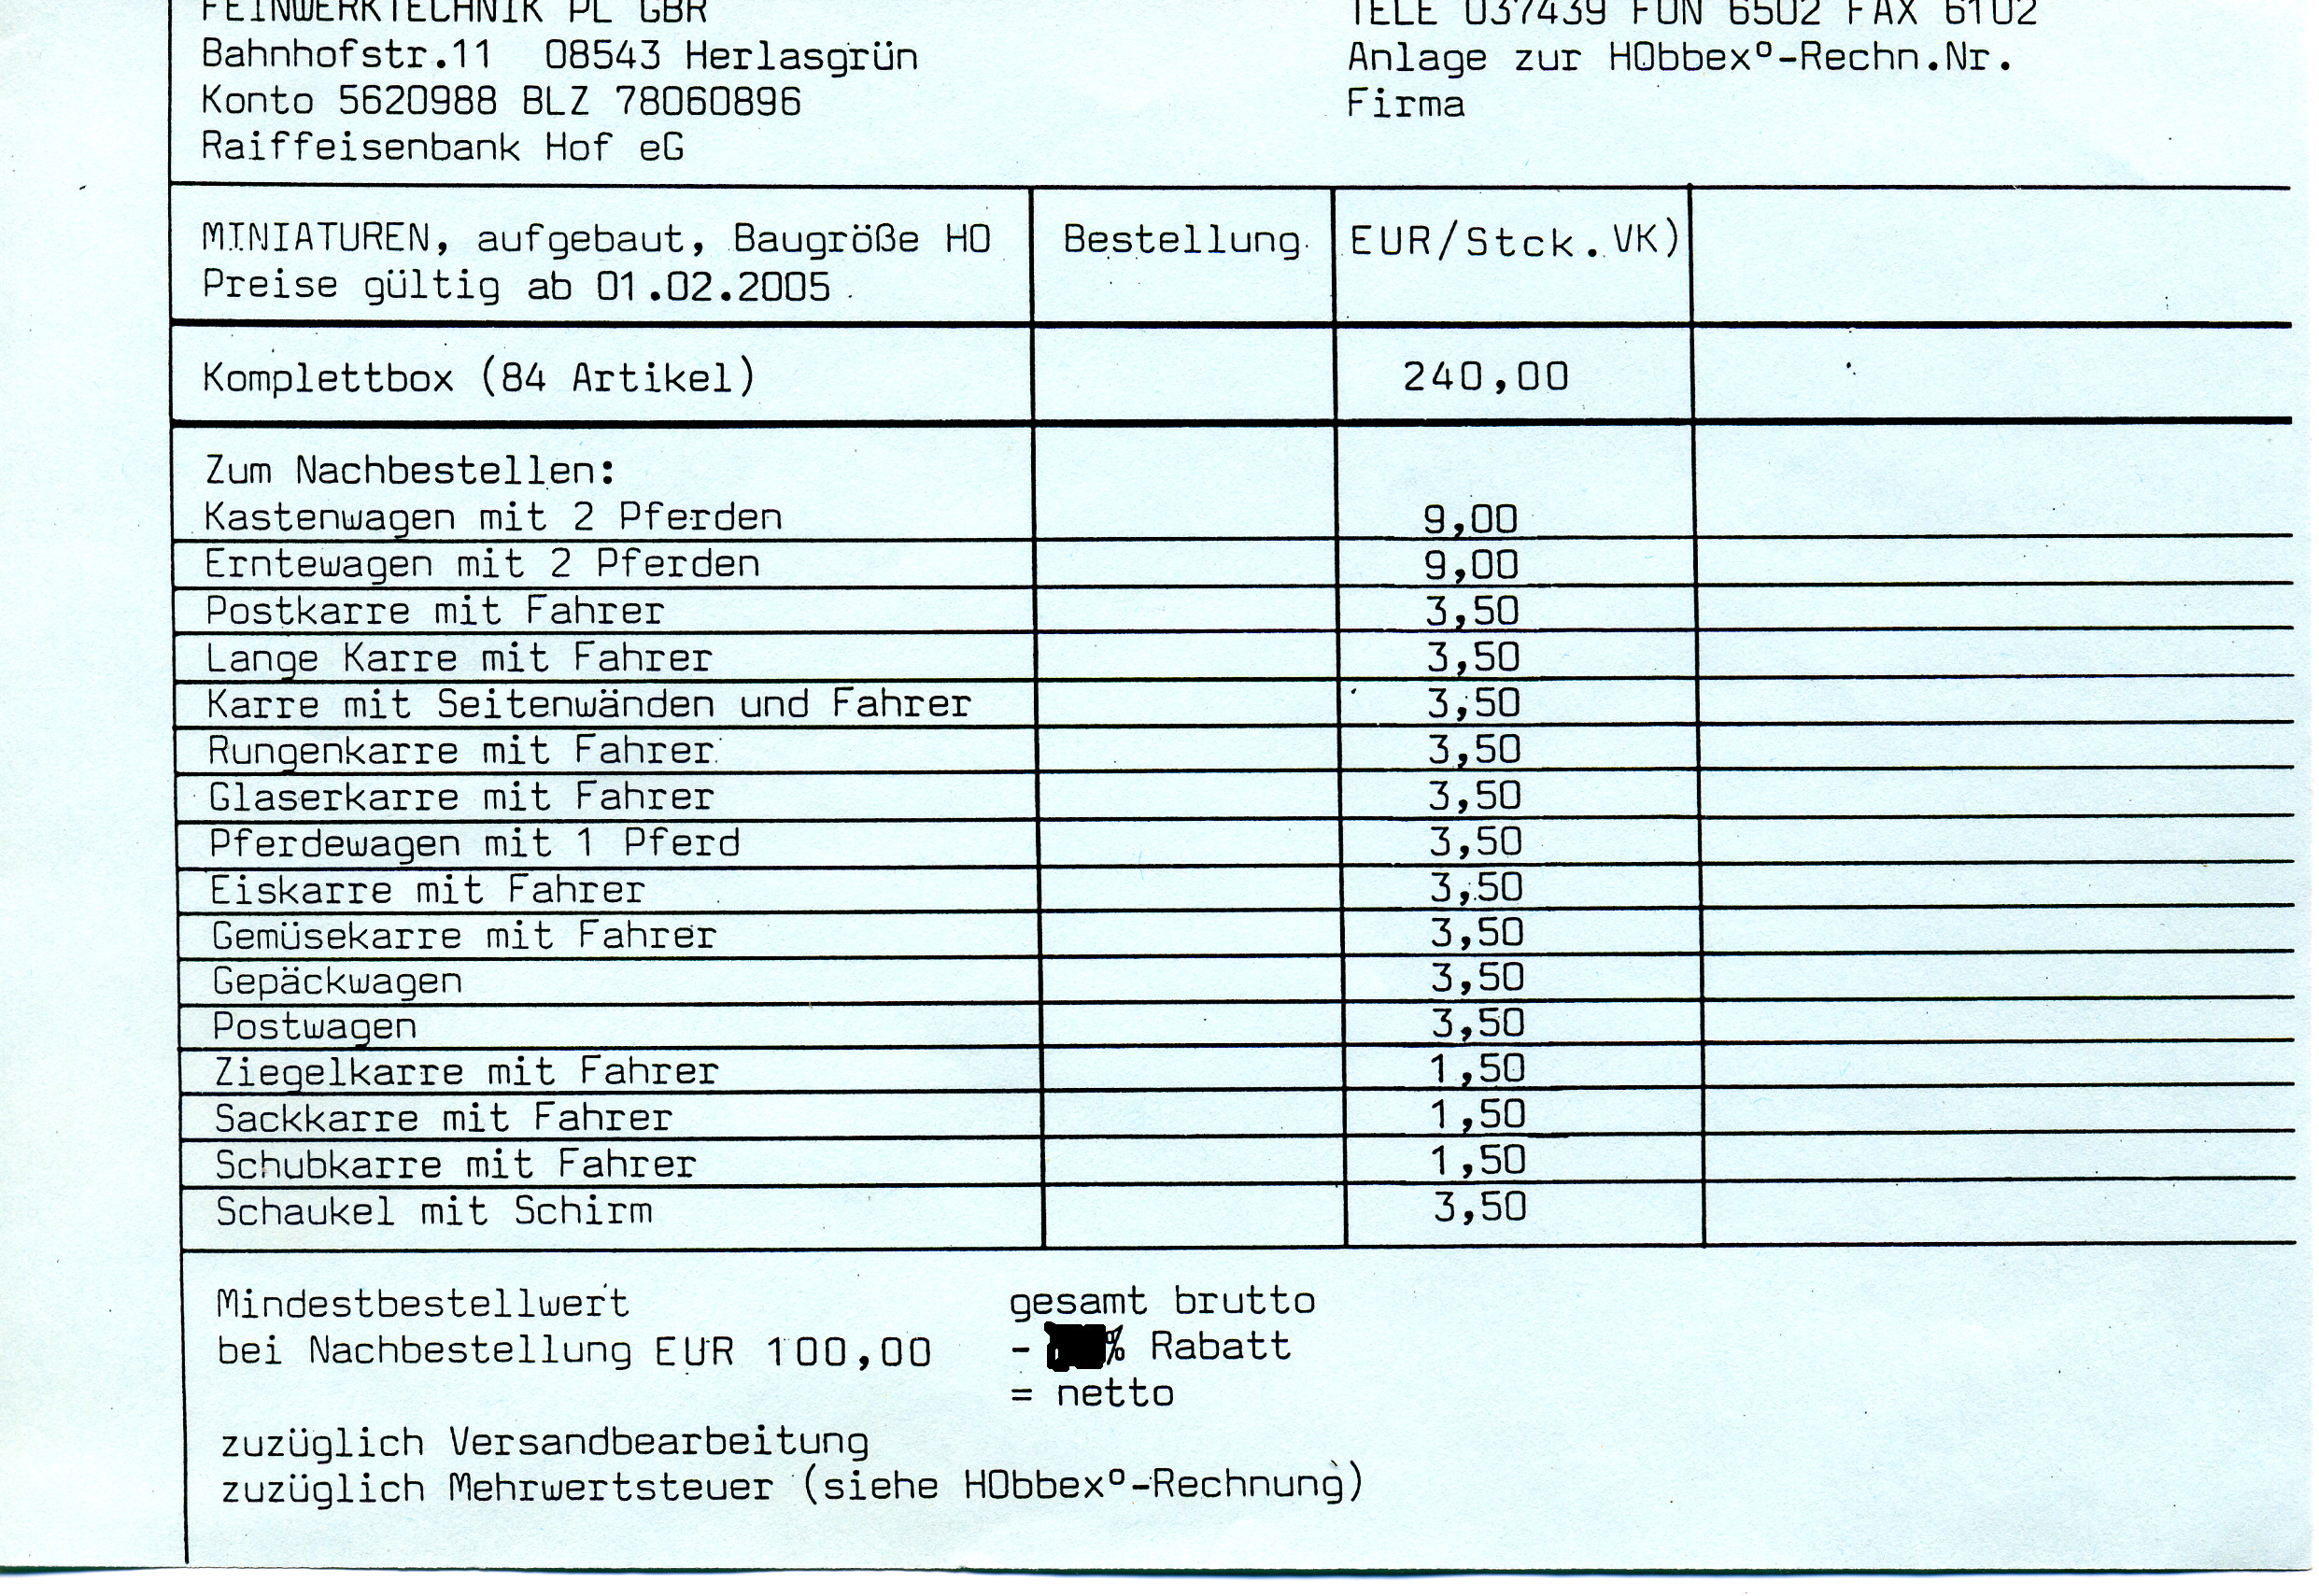 FEINWERKTECHNIK PL GBR
TELE 037439 FON 6502 FAX 6102
Bahnhofstr.11 08543 Herlasgrün
Anlage zur HObbexº-Rechn.Nr.
Konto 5620988 BLZ 78060896
Firma
Raiffeisenbank Hof eG
MINIATUREN, aufgebaut, Baugröße HO Bestellung EUR/Stck. VK)
Preise gültig ab 01.02.2005
Komplettbox (84 Artikel) 240,00
Zum Nachbestellen:
Kastenwagen mit 2 Pferden 9,00
Erntewagen mit 2 Pferden 9,00
Postkarre mit Fahrer 3,50
Lange Karre mit Fahrer 3,50
Karre mit Seitenwänden und Fahrer 3,50
Rungenkarre mit Fahrer 3,50
Glaserkarre mit Fahrer 3,50
Pferdewagen mit 1 Pferd 3,50
Eiskarre mit Fahrer 3,50
Gemüsekarre mit Fahrer 3,50
Gepäckwagen 3,50
Postwagen 3,50
Ziegelkarre mit Fahrer 1,50
Sackkarre mit Fahrer 1,50
Schubkarre mit Fahrer 1,50
Schaukel mit Schirm 3,50
Mindestbestellwert
bei Nachbestellung EUR 100,00
gesamt brutto
- % Rabatt
= netto
zuzüglich Versandbearbeitung
zuzüglich Mehrwertsteuer (siehe HObbexº-Rechnung)